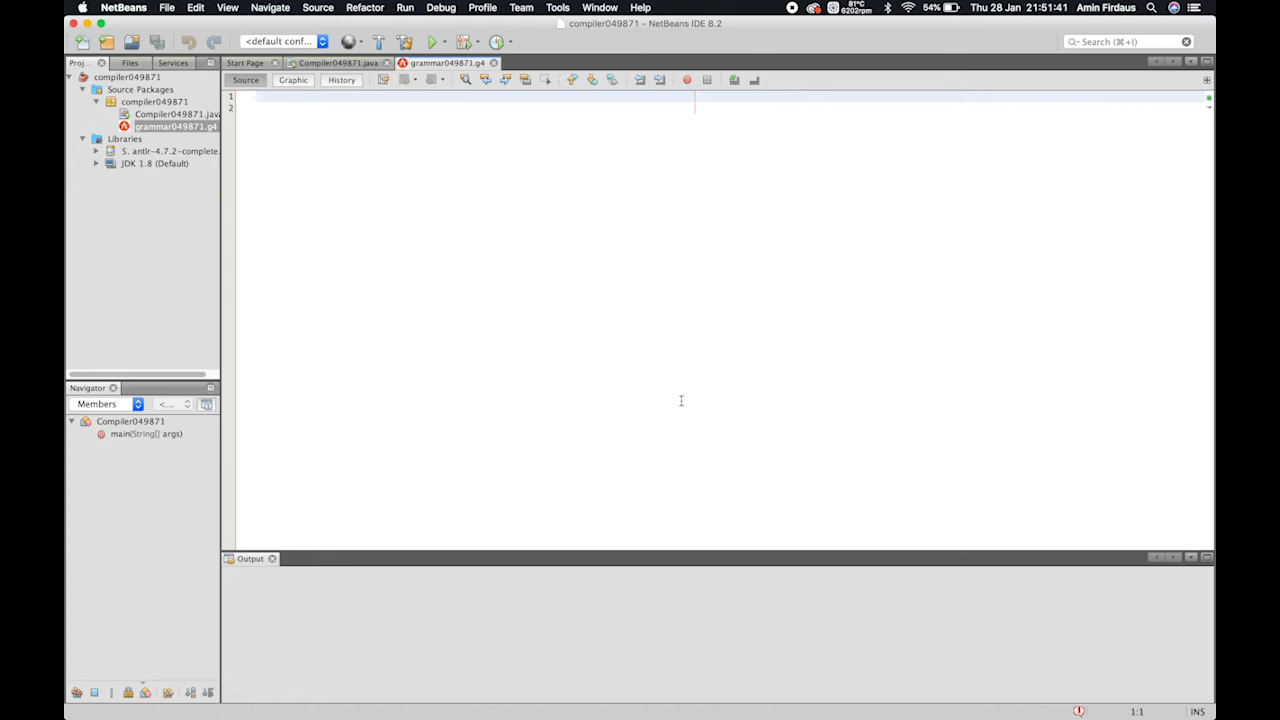 NetBeans File Edit View Navigate Source Refactor Run Debug Profile Team Tools Window Help 81°C 6202rpm 54% Thu 28 Jan 21:51:41 Amin Firdaus
compiler049871 - NetBeans IDE 8.2
<default conf... Search (⌘+I)
Proj... Files Services Start Page Compiler049871.java grammar049871.g4
Source Graphic History
compiler049871
Source Packages
compiler049871
Compiler049871.java
grammar049871.g4
Libraries
5. antlr-4.7.2-complete.
JDK 1.8 (Default)
1
2
Navigator
Members <...
Compiler049871
main(String[] args)
Output
1:1 INS